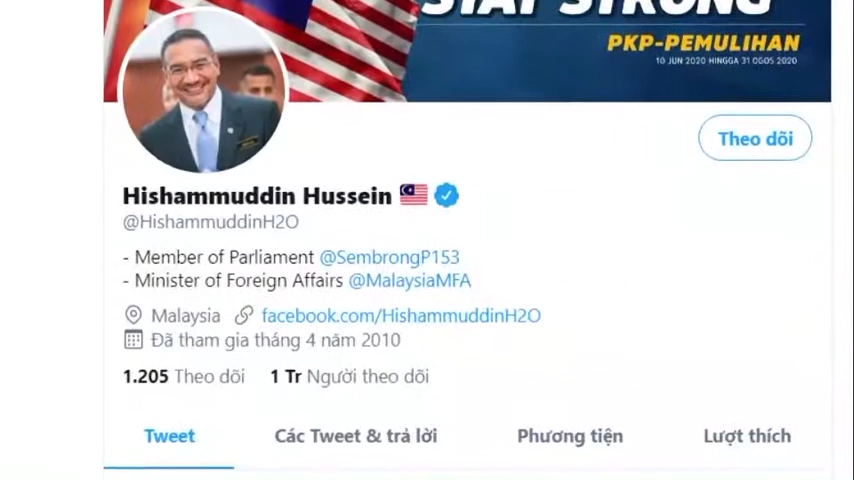 STAY STRONG
PKP-PEMULIHAN
10 JUN 2020 HINGGA 31 OGOS 2020
Theo dõi
Hishammuddin Hussein
@HishammuddinH2O
- Member of Parliament @SembrongP153
- Minister of Foreign Affairs @MalaysiaMFA
Malaysia facebook.com/HishammuddinH2O
Đã tham gia tháng 4 năm 2010
1.205 Theo dõi 1 Tr Người theo dõi
Tweet Các Tweet & trả lời Phương tiện Lượt thích